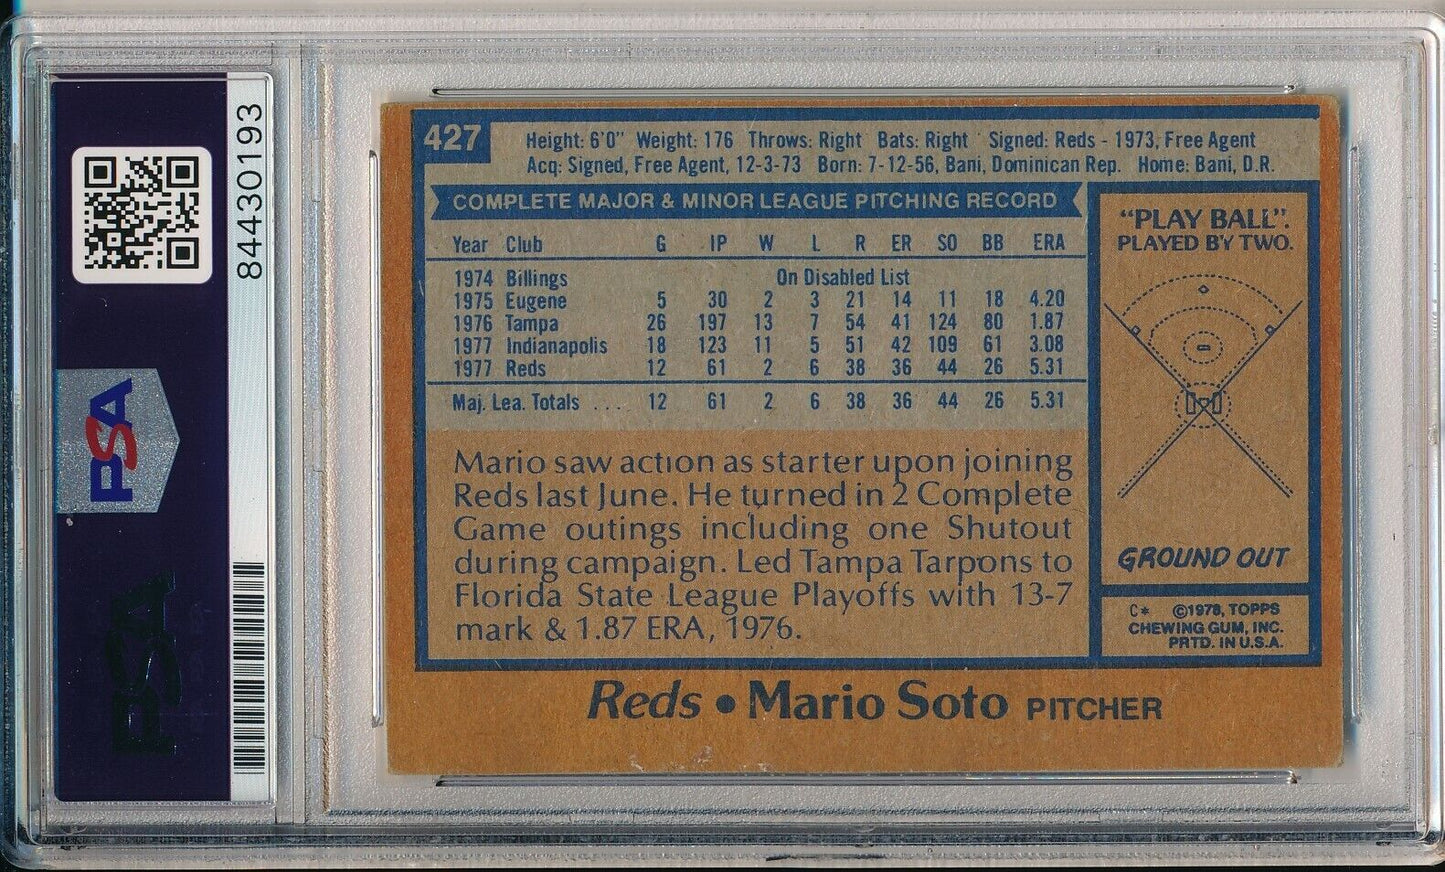 84430193
PSA
PSA
427
Height: 6'0" Weight: 176 Throws: Right Bats: Right Signed: Reds - 1973, Free Agent
Acq: Signed, Free Agent, 12-3-73 Born: 7-12-56, Bani, Dominican Rep. Home: Bani, D.R.
COMPLETE MAJOR & MINOR LEAGUE PITCHING RECORD
Year Club G IP W L R ER SO BB ERA
1974 Billings On Disabled List
1975 Eugene 5 30 2 3 21 14 11 18 4.20
1976 Tampa 26 197 13 7 54 41 124 80 1.87
1977 Indianapolis 18 123 11 5 51 42 109 61 3.08
1977 Reds 12 61 2 6 38 36 44 26 5.31
Maj. Lea. Totals .... 12 61 2 6 38 36 44 26 5.31
Mario saw action as starter upon joining
Reds last June. He turned in 2 Complete
Game outings including one Shutout
during campaign. Led Tampa Tarpons to
Florida State League Playoffs with 13-7
mark & 1.87 ERA, 1976.
"PLAY BALL".
PLAYED BY TWO.
GROUND OUT
C* ©1978, TOPPS
CHEWING GUM, INC.
PRTD. IN U.S.A.
Reds • Mario Soto PITCHER